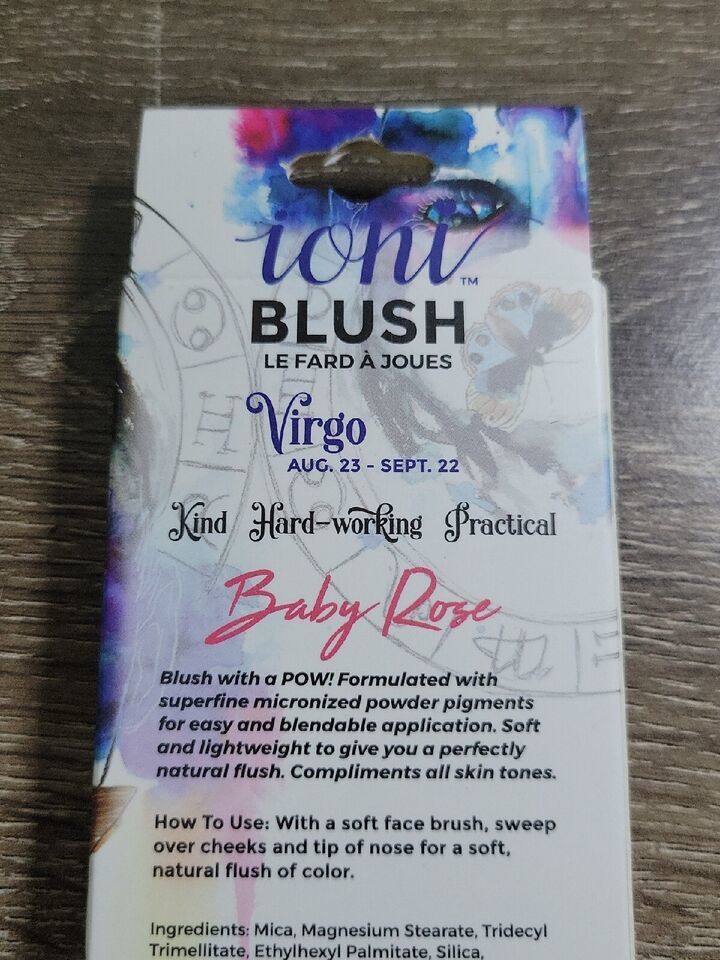 ioni™
BLUSH
LE FARD À JOUES
Virgo
AUG. 23 - SEPT. 22
Kind Hard-working Practical
Baby Rose
Blush with a POW! Formulated with
superfine micronized powder pigments
for easy and blendable application. Soft
and lightweight to give you a perfectly
natural flush. Compliments all skin tones.
How To Use: With a soft face brush, sweep
over cheeks and tip of nose for a soft,
natural flush of color.
Ingredients: Mica, Magnesium Stearate, Tridecyl
Trimellitate, Ethylhexyl Palmitate, Silica,